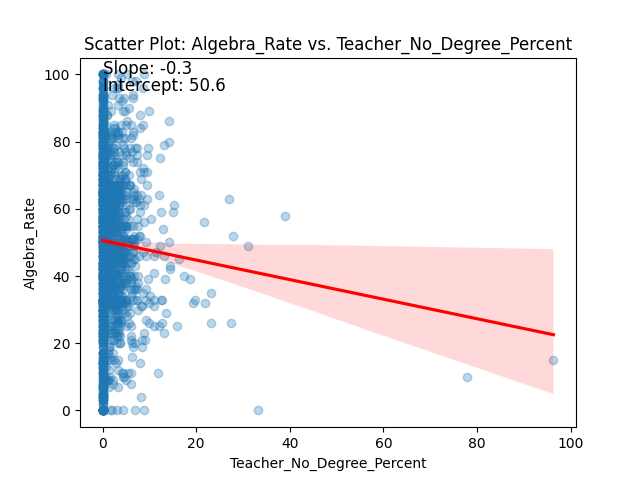 Scatter Plot: Algebra_Rate vs. Teacher_No_Degree_Percent
Slope: -0.3
Intercept: 50.6
100
80
60
40
20
0
Algebra_Rate
0 20 40 60 80 100
Teacher_No_Degree_Percent